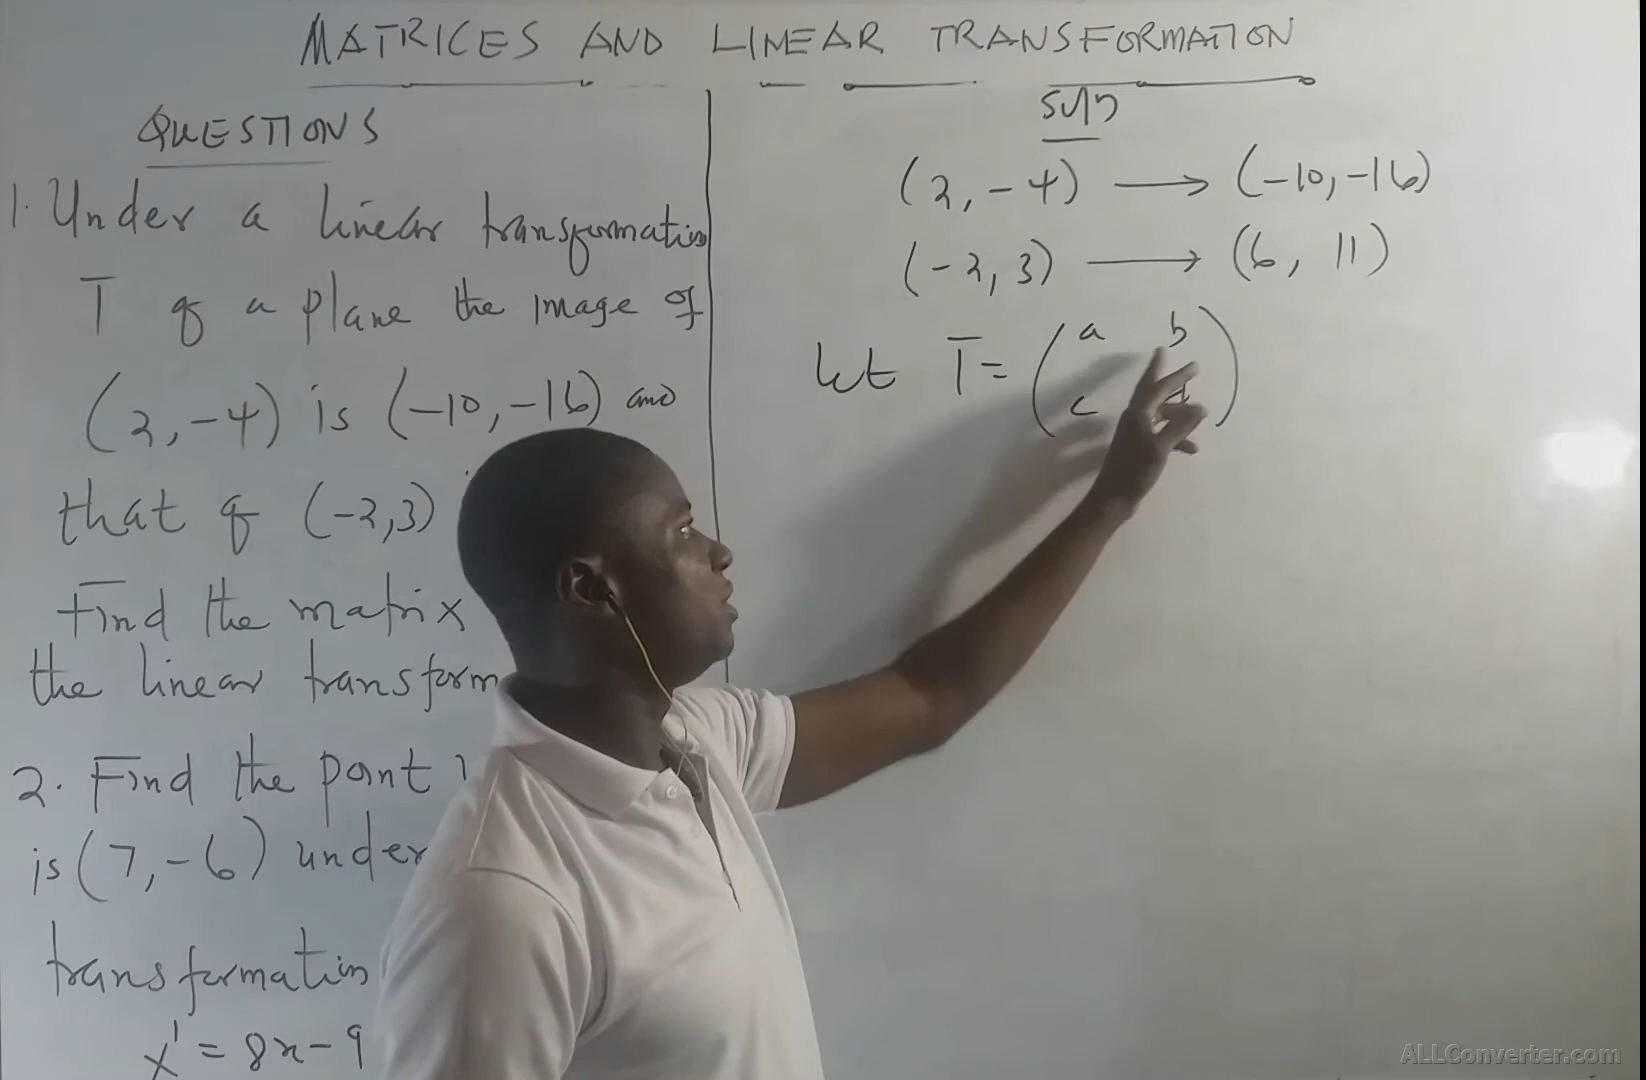 MATRICES AND LINEAR TRANSFORMATION
QUESTIONS
1. Under a linear transformation
T of a plane the image of
(2,-4) is (-10,-16) and
that of (-2,3)
Find the matrix
the linear transform
2. Find the point
is (7,-6) under
transformation
x' = 8x - 9
Soln
(2,-4) → (-10,-16)
(-2,3) → (6, 11)
let T = (a b
c d)
ALLConverter.com